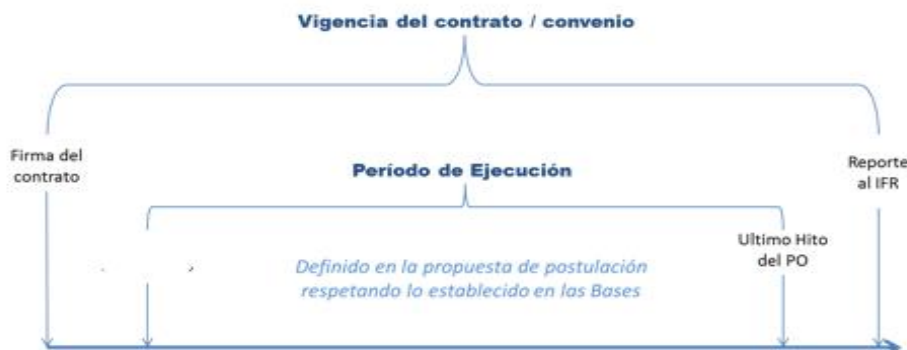 Vigencia del contrato / convenio
Firma del
contrato
Reporte
al IFR
Período de Ejecución
Ultimo Hito
del PO
Definido en la propuesta de postulación
respetando lo establecido en las Bases